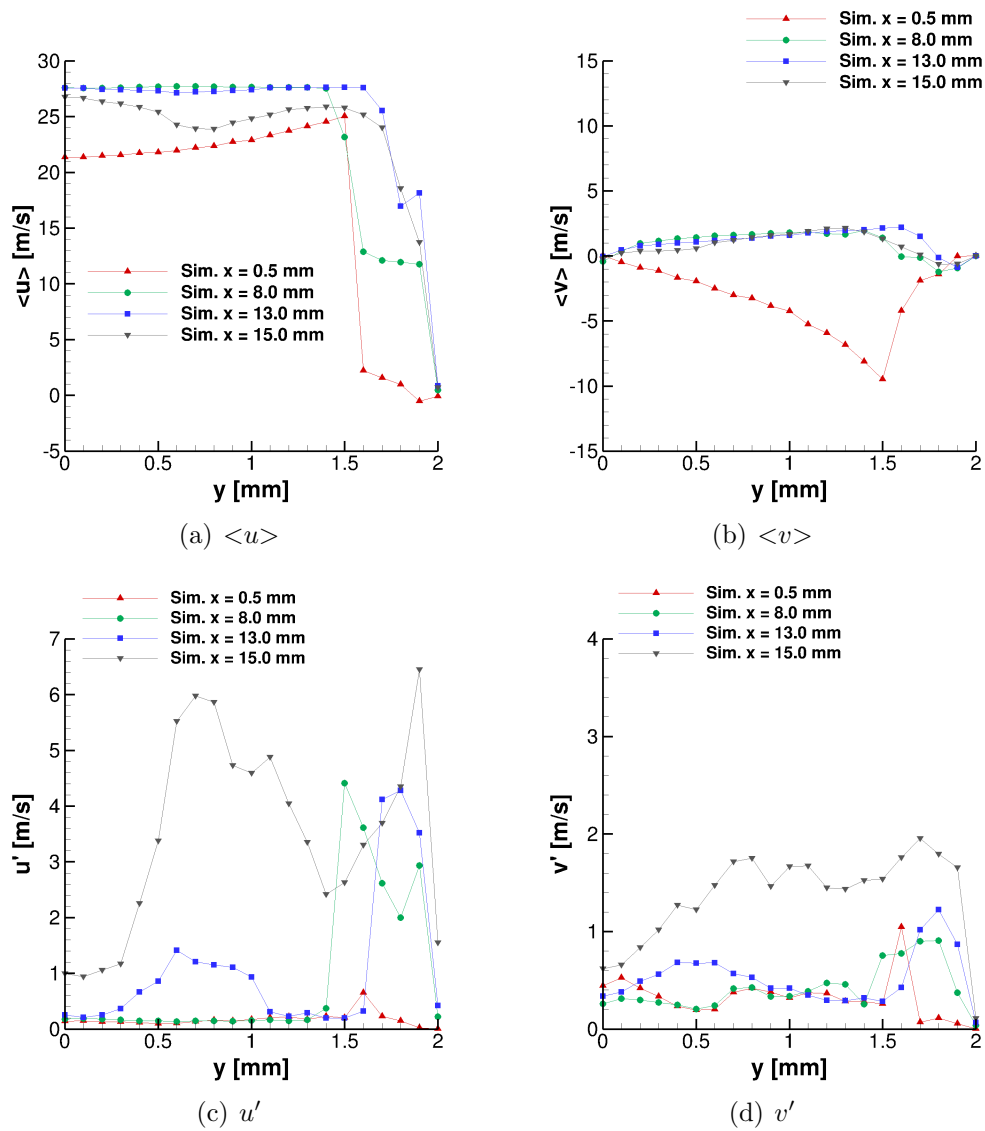 30
25
20
15
10
5
0
-5
0
0.5
1
1.5
2
<u> [m/s]
y [mm]
Sim. x = 0.5 mm
Sim. x = 8.0 mm
Sim. x = 13.0 mm
Sim. x = 15.0 mm
(a) <u>
Sim. x = 0.5 mm
Sim. x = 8.0 mm
Sim. x = 13.0 mm
Sim. x = 15.0 mm
15
10
5
0
-5
-10
-15
0
0.5
1
1.5
2
<v> [m/s]
y [mm]
(b) <v>
Sim. x = 0.5 mm
Sim. x = 8.0 mm
Sim. x = 13.0 mm
Sim. x = 15.0 mm
7
6
5
4
3
2
1
0
0
0.5
1
1.5
2
u' [m/s]
y [mm]
(c) u′
Sim. x = 0.5 mm
Sim. x = 8.0 mm
Sim. x = 13.0 mm
Sim. x = 15.0 mm
4
3
2
1
0
0
0.5
1
1.5
2
v' [m/s]
y [mm]
(d) v′